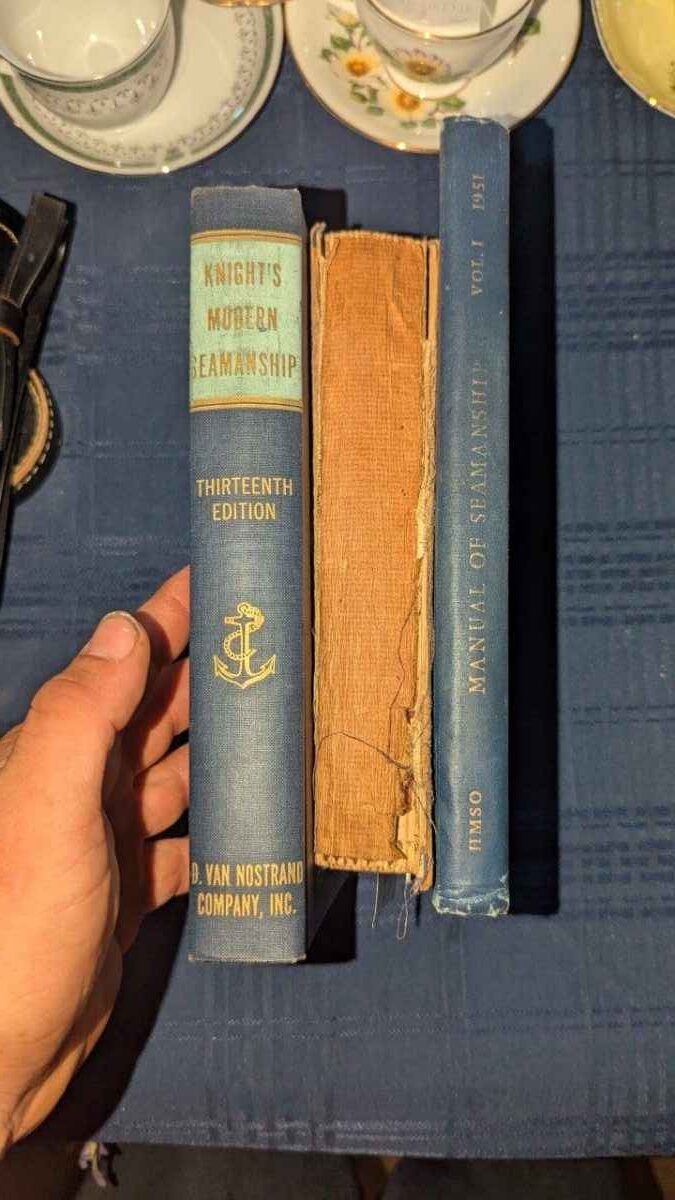 KNIGHT'S
MODERN
SEAMANSHIP
THIRTEENTH
EDITION
D. VAN NOSTRAND
COMPANY, INC.
MANUAL OF SEAMANSHIP VOL. I 1951
HMSO